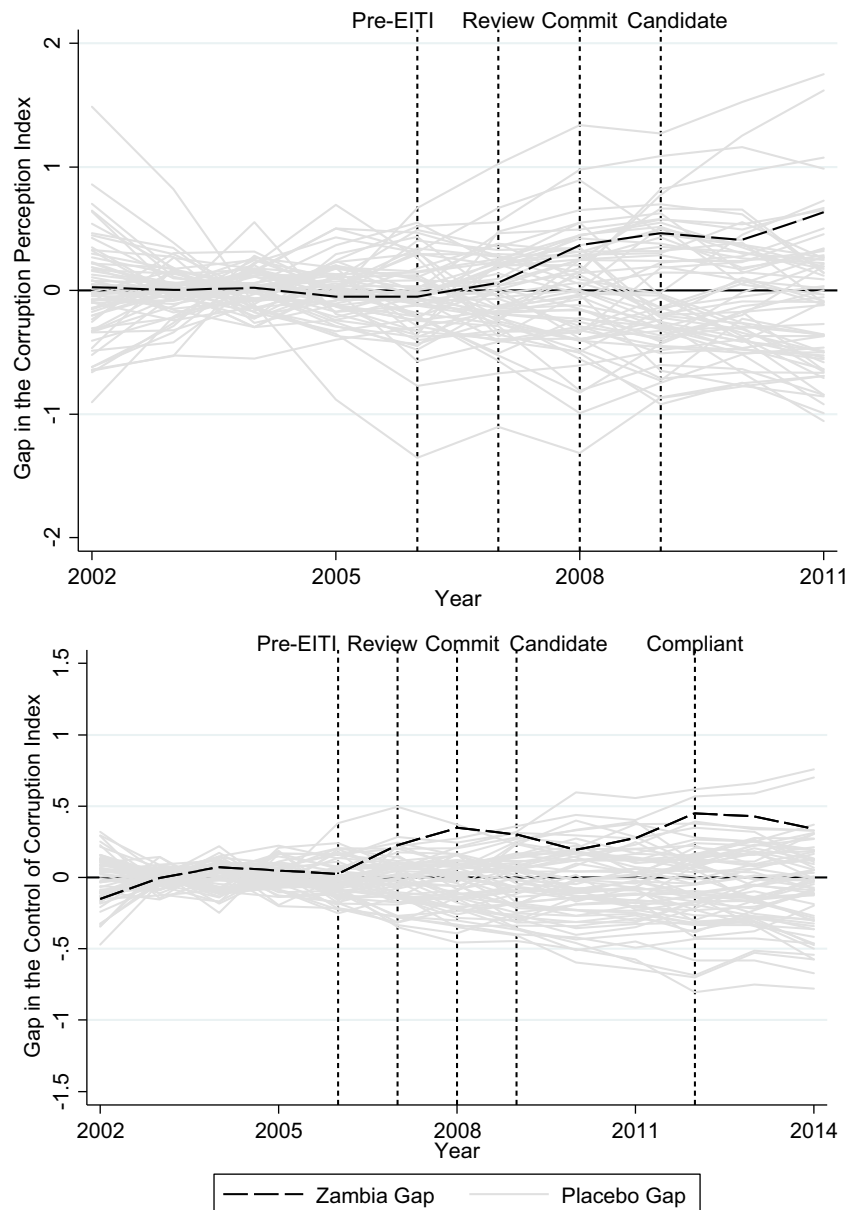 Pre-EITI Review Commit Candidate
2
1
0
-1
-2
Gap in the Corruption Perception Index
2002 2005 2008 2011
Year
Pre-EITI Review Commit Candidate Compliant
1.5
1
.5
0
-.5
-1
-1.5
Gap in the Control of Corruption Index
2002 2005 2008 2011 2014
Year
Zambia Gap Placebo Gap